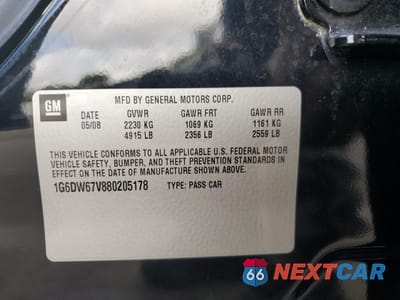 GM
MFD BY GENERAL MOTORS CORP.
DATE GVWR GAWR FRT GAWR RR
05/08 2230 KG 1069 KG 1161 KG
4915 LB 2356 LB 2559 LB
THIS VEHICLE CONFORMS TO ALL APPLICABLE U.S. FEDERAL MOTOR
VEHICLE SAFETY, BUMPER, AND THEFT PREVENTION STANDARDS IN
EFFECT ON THE DATE OF MANUFACTURE SHOWN ABOVE.
1G6DW67V880205178 TYPE: PASS CAR
66 NEXTCAR